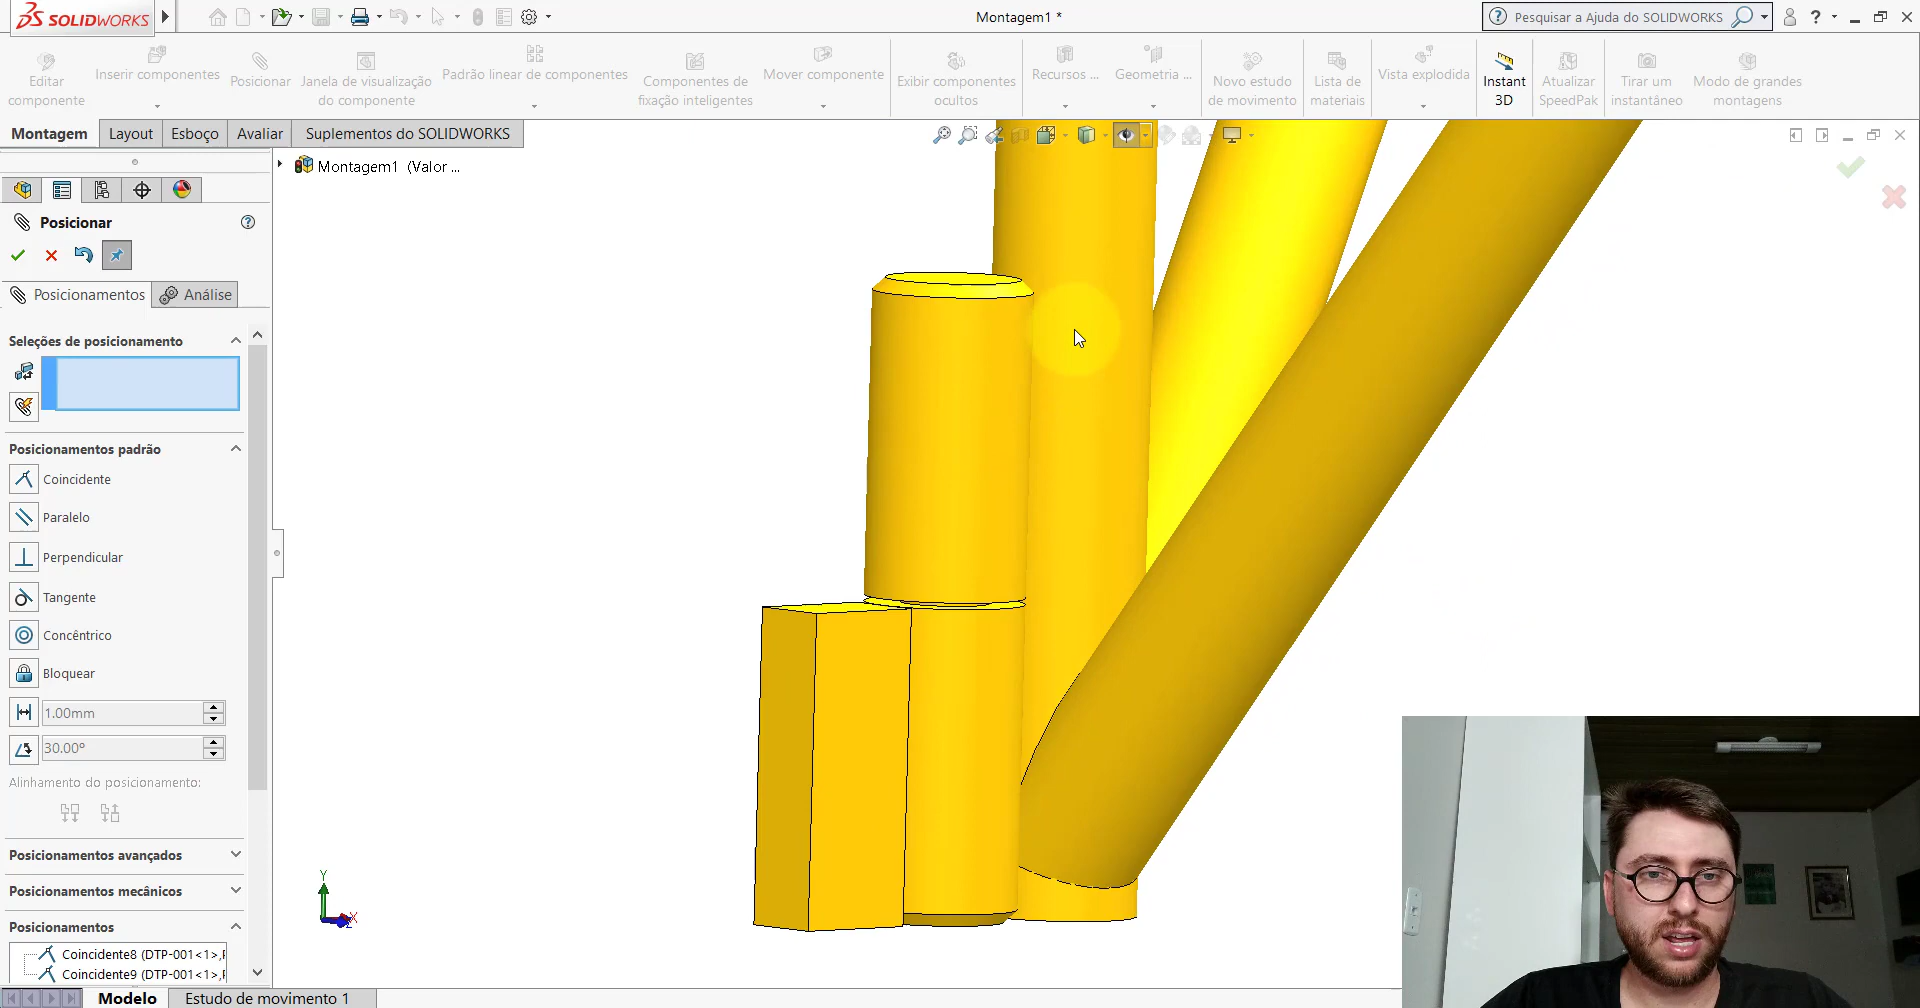 SOLIDWORKS
Montagem1 *
Pesquisar a Ajuda do SOLIDWORKS
Editar componente
Inserir componentes
Posicionar
Janela de visualização do componente
Padrão linear de componentes
Componentes de fixação inteligentes
Mover componente
Exibir componentes ocultos
Recursos ...
Geometria ...
Novo estudo de movimento
Lista de materiais
Vista explodida
Instant 3D
Atualizar SpeedPak
Tirar um instantâneo
Modo de grandes montagens
Montagem
Layout
Esboço
Avaliar
Suplementos do SOLIDWORKS
Montagem1 (Valor ...
Posicionar
Posicionamentos
Análise
Seleções de posicionamento
Posicionamentos padrão
Coincidente
Paralelo
Perpendicular
Tangente
Concêntrico
Bloquear
1.00mm
30.00°
Alinhamento do posicionamento:
Posicionamentos avançados
Posicionamentos mecânicos
Posicionamentos
Coincidente8 (DTP-001<1>,
Coincidente9 (DTP-001<1>,
Y
X
Z
Modelo
Estudo de movimento 1